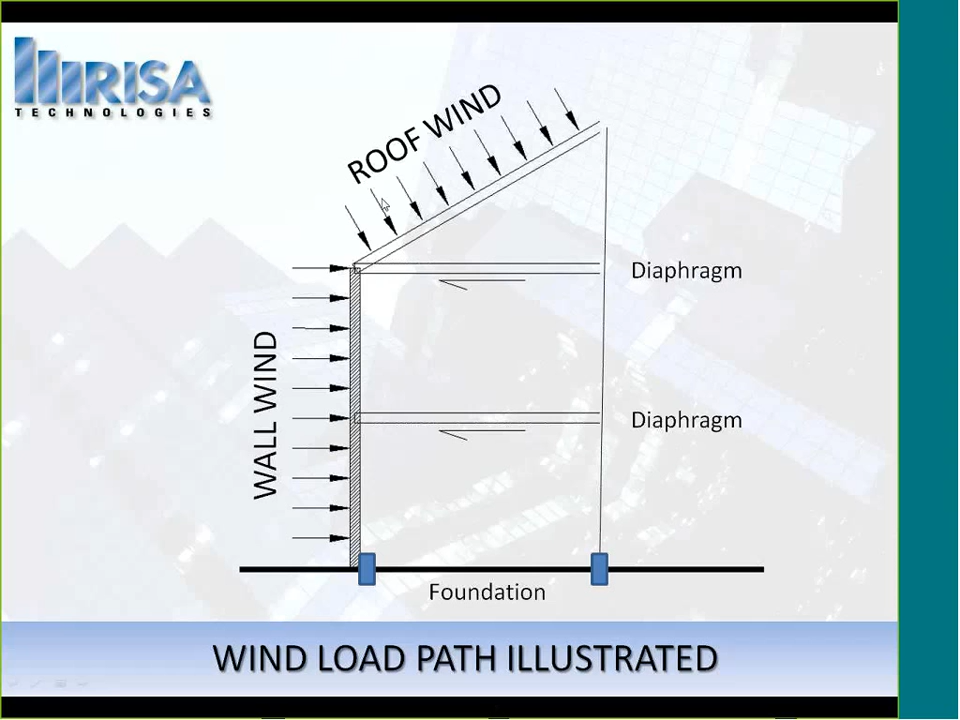 RISA
TECHNOLOGIES
ROOF WIND
Diaphragm
WALL WIND
Diaphragm
Foundation
WIND LOAD PATH ILLUSTRATED